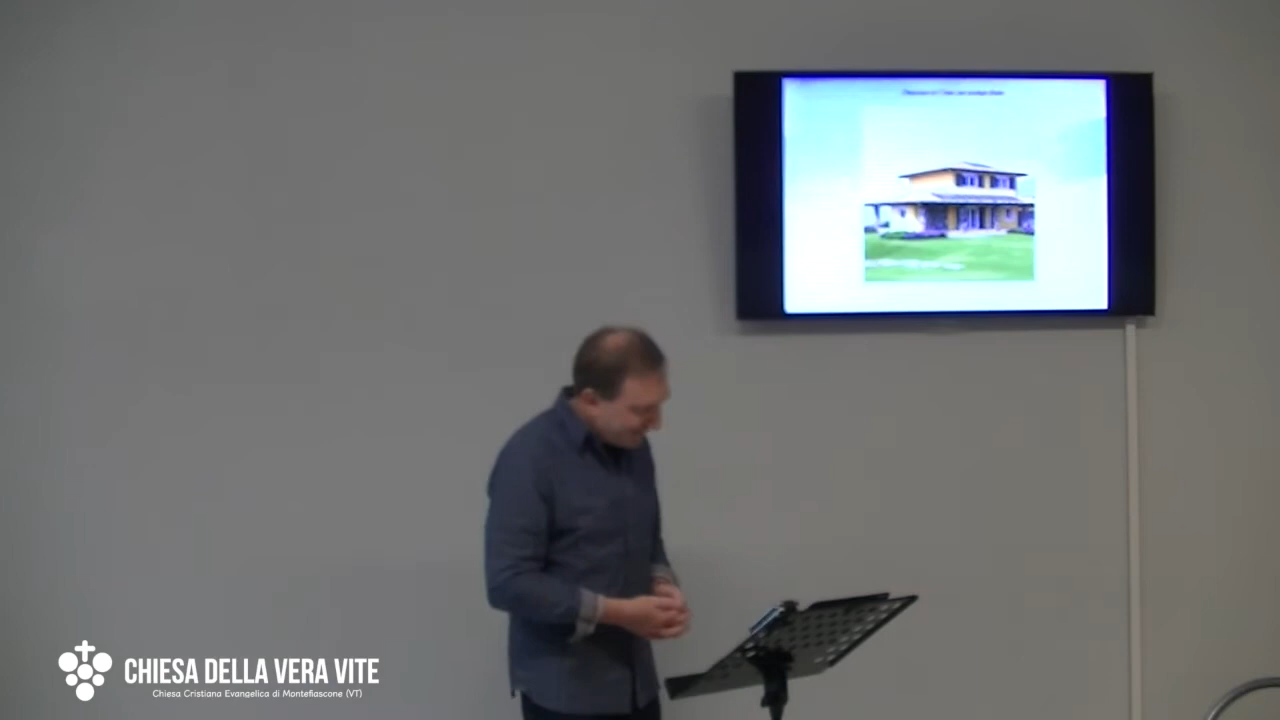 CHIESA DELLA VERA VITE
Chiesa Cristiana Evangelica di Montefiascone (VT)